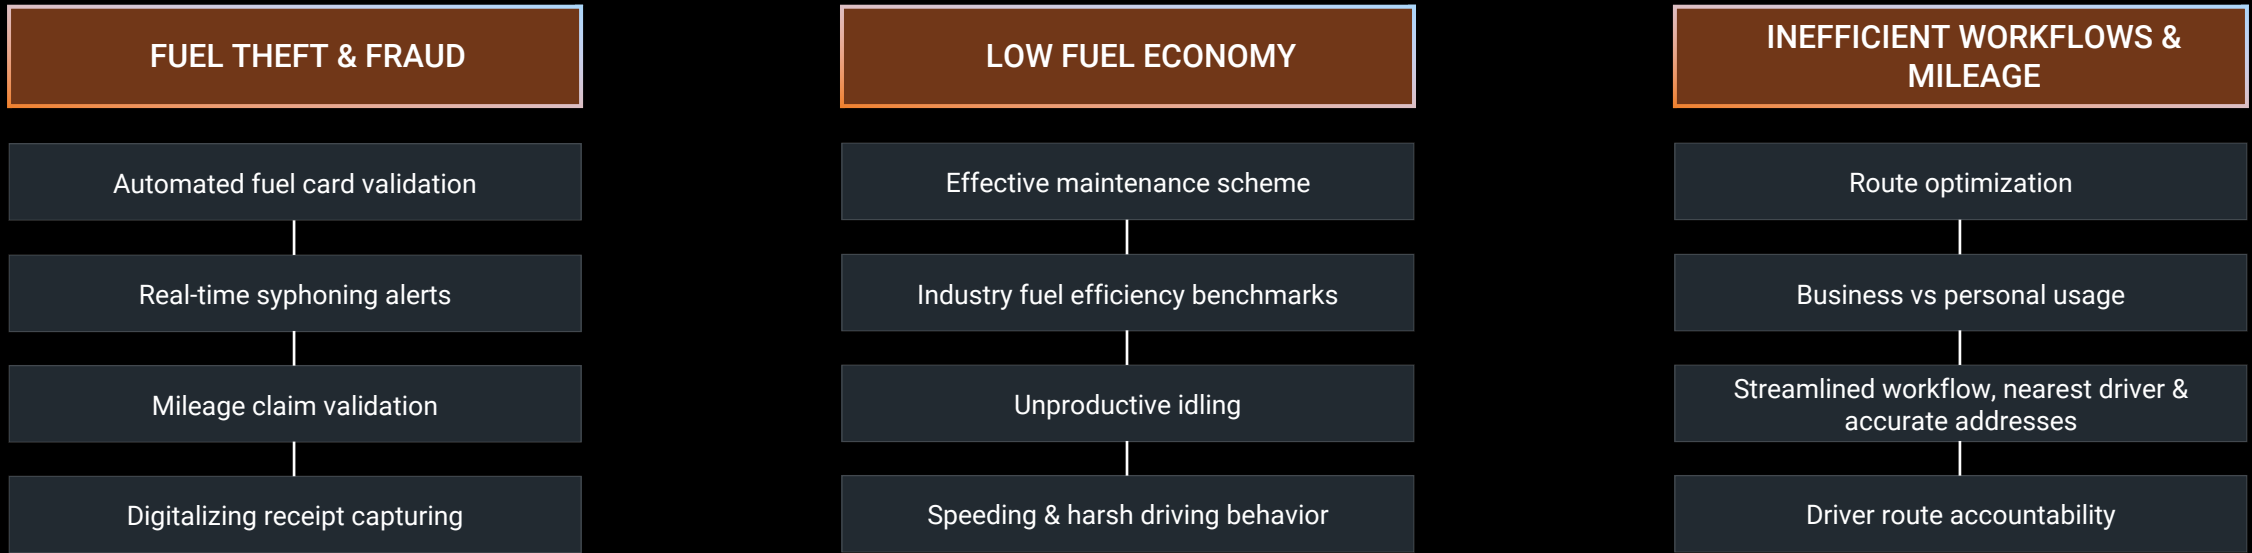 FUEL THEFT & FRAUD
Automated fuel card validation
Real-time syphoning alerts
Mileage claim validation
Digitalizing receipt capturing
LOW FUEL ECONOMY
Effective maintenance scheme
Industry fuel efficiency benchmarks
Unproductive idling
Speeding & harsh driving behavior
INEFFICIENT WORKFLOWS &
MILEAGE
Route optimization
Business vs personal usage
Streamlined workflow, nearest driver &
accurate addresses
Driver route accountability